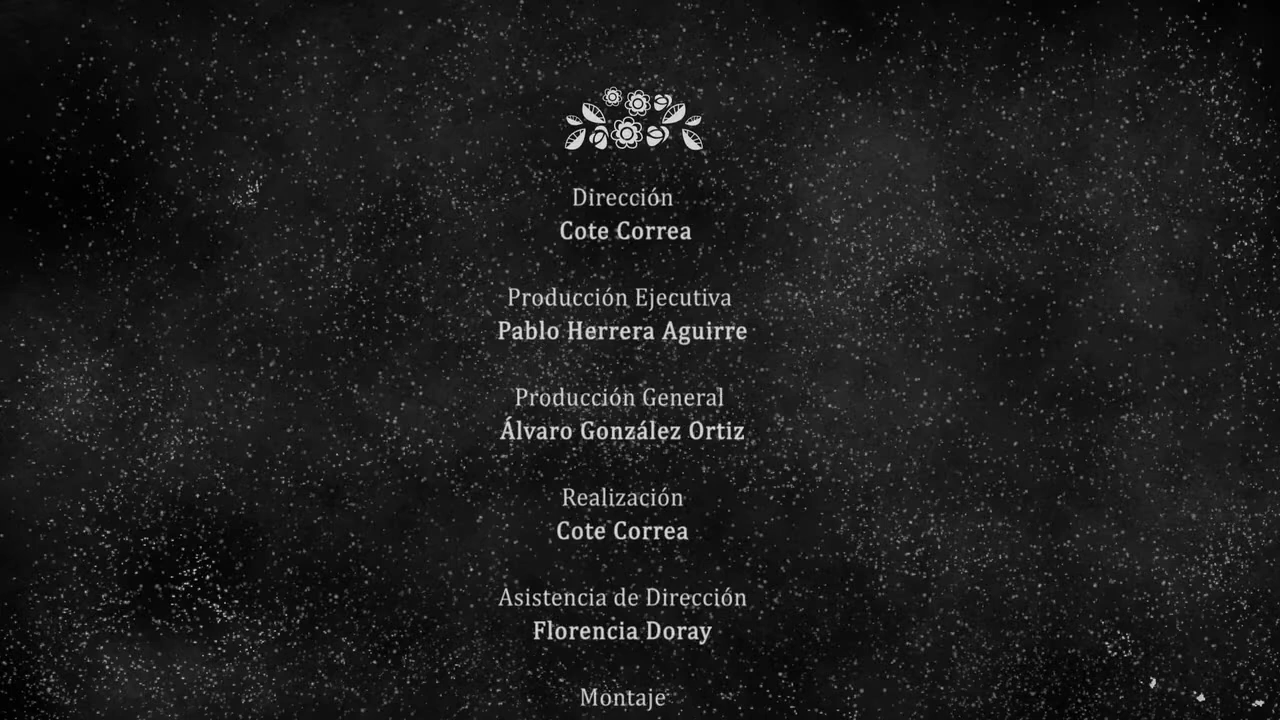 Dirección
Cote Correa
Producción Ejecutiva
Pablo Herrera Aguirre
Producción General
Álvaro González Ortiz
Realización
Cote Correa
Asistencia de Dirección
Florencia Doray
Montaje